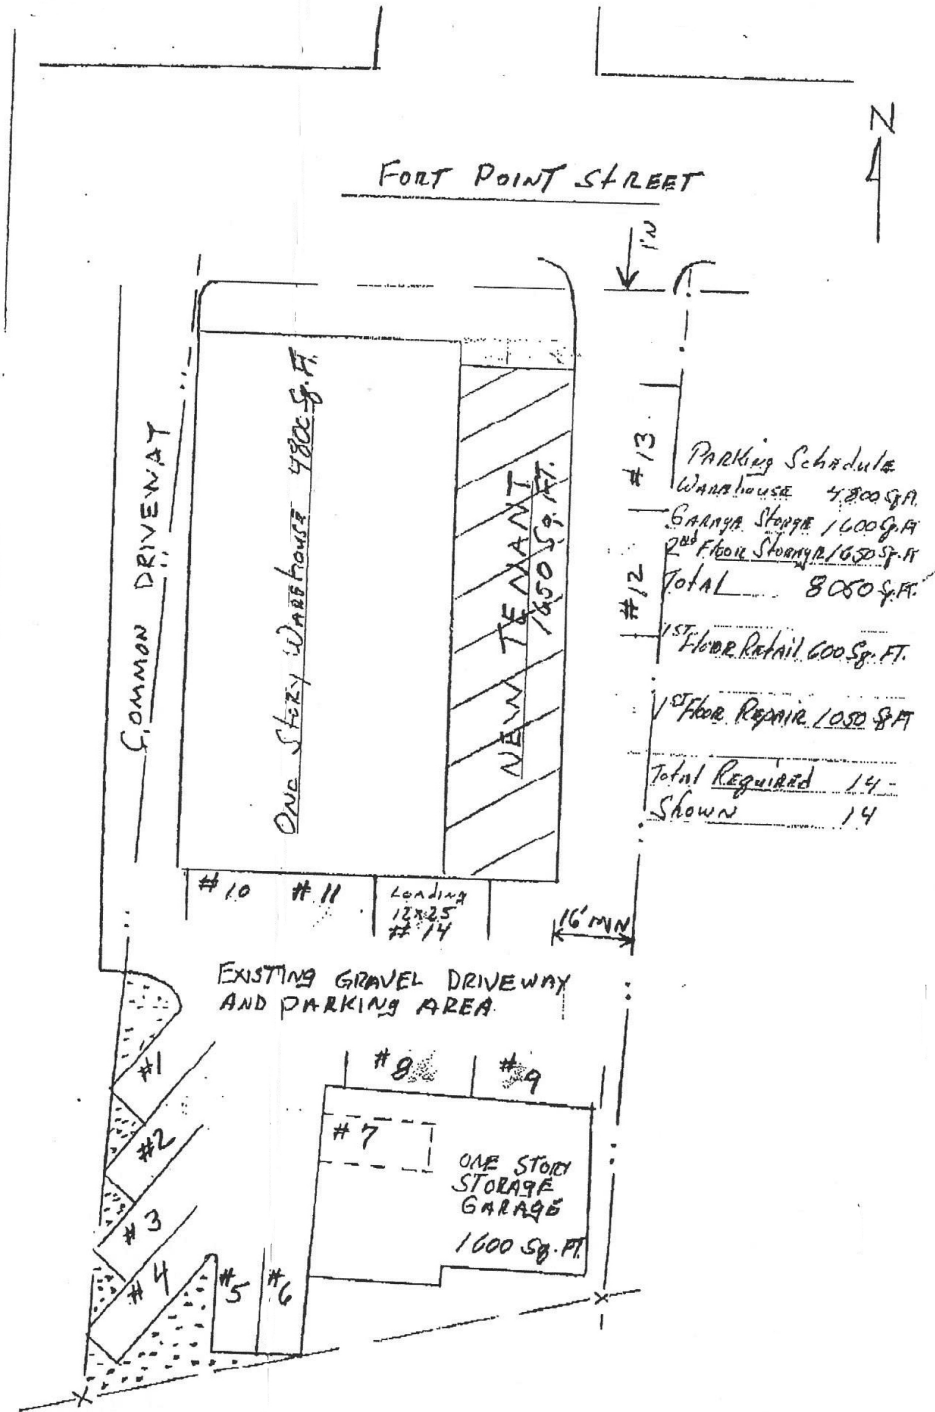 N
FORT POINT STREET
IN
COMMON DRIVEWAY
ONE STORY WAREHOUSE 4800 Sq. Ft.
NEW TENANT
1650 Sq. FT.
#13
#12
PARKING Schedule
WAREHOUSE 4800 Sq Ft
GARAGE Storage 1600 Sq Ft
2nd Floor Storage 1650 Sq. Ft
Total 8050 Sq. Ft.
1ST Floor Retail 600 Sq. FT.
1ST Floor Repair 1050 Sq FT
Total Required 14
Shown 14
#10
#11
Loading
12x25
#14
16' MIN
EXISTING GRAVEL DRIVEWAY
AND PARKING AREA
#1
#2
#3
#4
#5
#6
#7
#8
#9
ONE STORY
STORAGE
GARAGE
1600 Sq. FT.